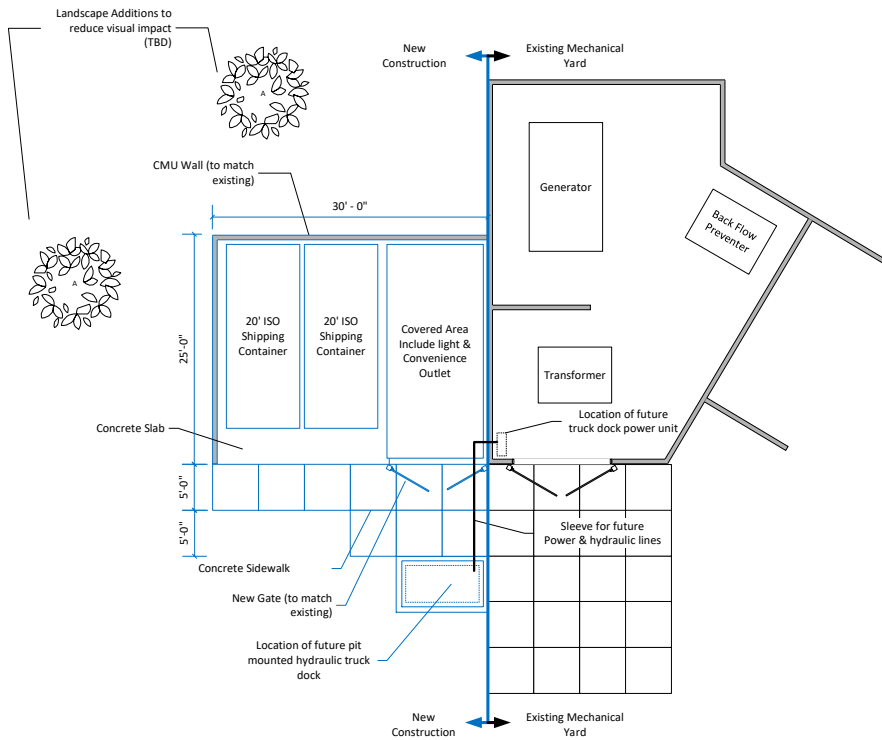 Landscape Additions to
reduce visual impact
(TBD)
New
Construction
Existing Mechanical
Yard
A
CMU Wall (to match
existing)
30' - 0"
Generator
Back Flow
Preventer
A
25'-0"
20' ISO
Shipping
Container
20' ISO
Shipping
Container
Covered Area
Include light &
Convenience
Outlet
Transformer
Concrete Slab
Location of future
truck dock power unit
5'-0"
5'-0"
Sleeve for future
Power & hydraulic lines
Concrete Sidewalk
New Gate (to match
existing)
Location of future pit
mounted hydraulic truck
dock
New
Construction
Existing Mechanical
Yard